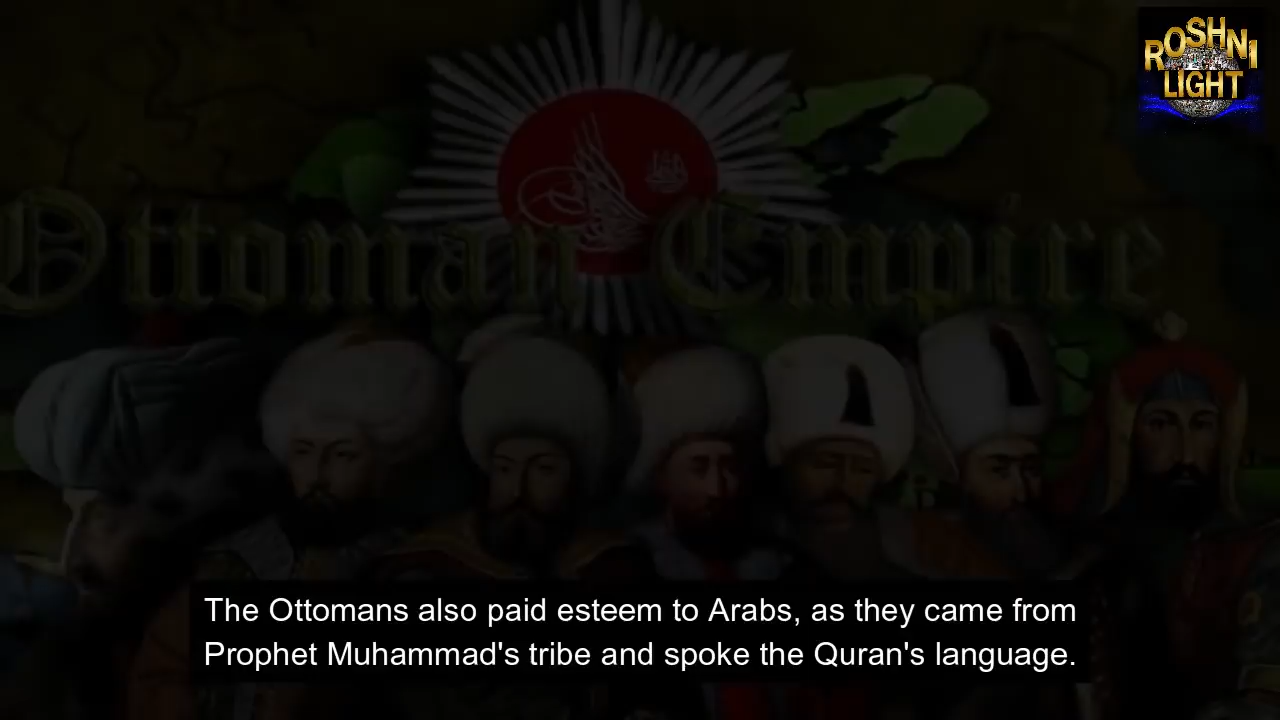 ROSHNI
LIGHT
Ottoman Empire
The Ottomans also paid esteem to Arabs, as they came from
Prophet Muhammad's tribe and spoke the Quran's language.